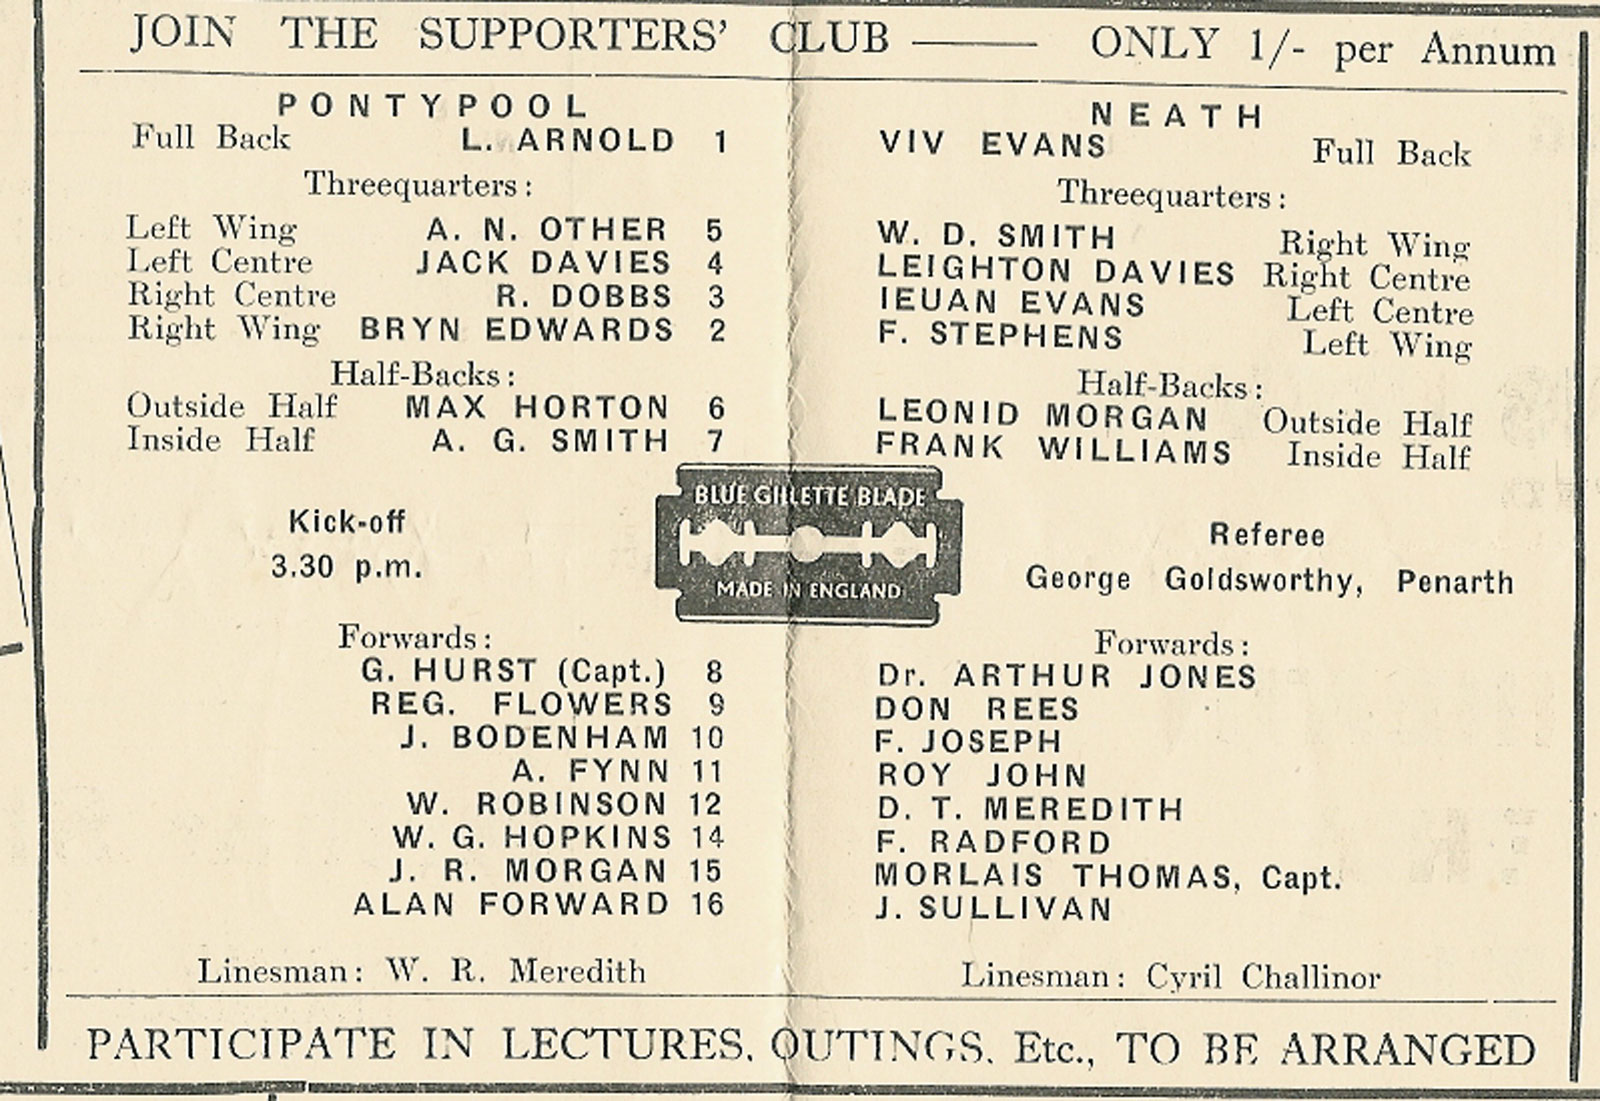 JOIN THE SUPPORTERS' CLUB —— ONLY 1/- per Annum
PONTYPOOL
Full Back L. ARNOLD 1
Threequarters:
Left Wing A. N. OTHER 5
Left Centre JACK DAVIES 4
Right Centre R. DOBBS 3
Right Wing BRYN EDWARDS 2
Half-Backs:
Outside Half MAX HORTON 6
Inside Half A. G. SMITH 7
Kick-off
3.30 p.m.
Forwards:
G. HURST (Capt.) 8
REG. FLOWERS 9
J. BODENHAM 10
A. FYNN 11
W. ROBINSON 12
W. G. HOPKINS 14
J. R. MORGAN 15
ALAN FORWARD 16
Linesman: W. R. Meredith
BLUE GILLETTE BLADE
MADE IN ENGLAND
NEATH
VIV EVANS Full Back
Threequarters:
W. D. SMITH Right Wing
LEIGHTON DAVIES Right Centre
IEUAN EVANS Left Centre
F. STEPHENS Left Wing
Half-Backs:
LEONID MORGAN Outside Half
FRANK WILLIAMS Inside Half
Referee
George Goldsworthy, Penarth
Forwards:
Dr. ARTHUR JONES
DON REES
F. JOSEPH
ROY JOHN
D. T. MEREDITH
F. RADFORD
MORLAIS THOMAS, Capt.
J. SULLIVAN
Linesman: Cyril Challinor
PARTICIPATE IN LECTURES. OUTINGS. Etc., TO BE ARRANGED